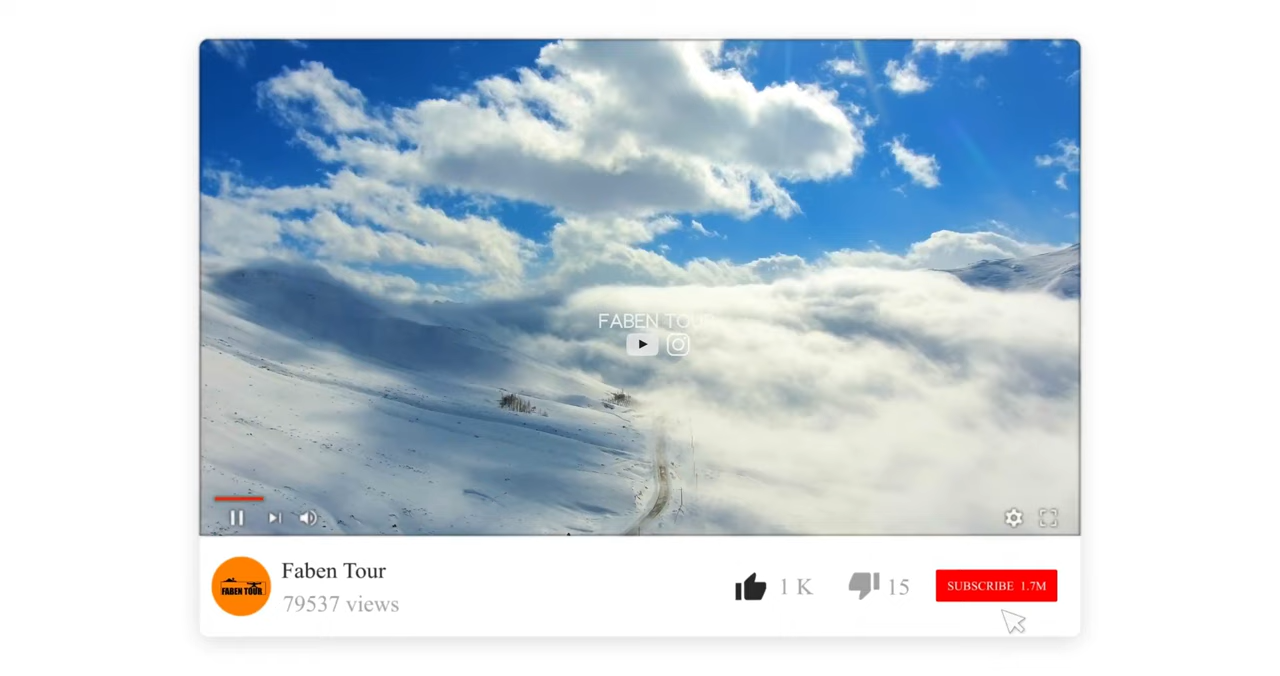 FABEN TOUR
Faben Tour
79537 views
FABEN TOUR
1 K
15
SUBSCRIBE 1.7M